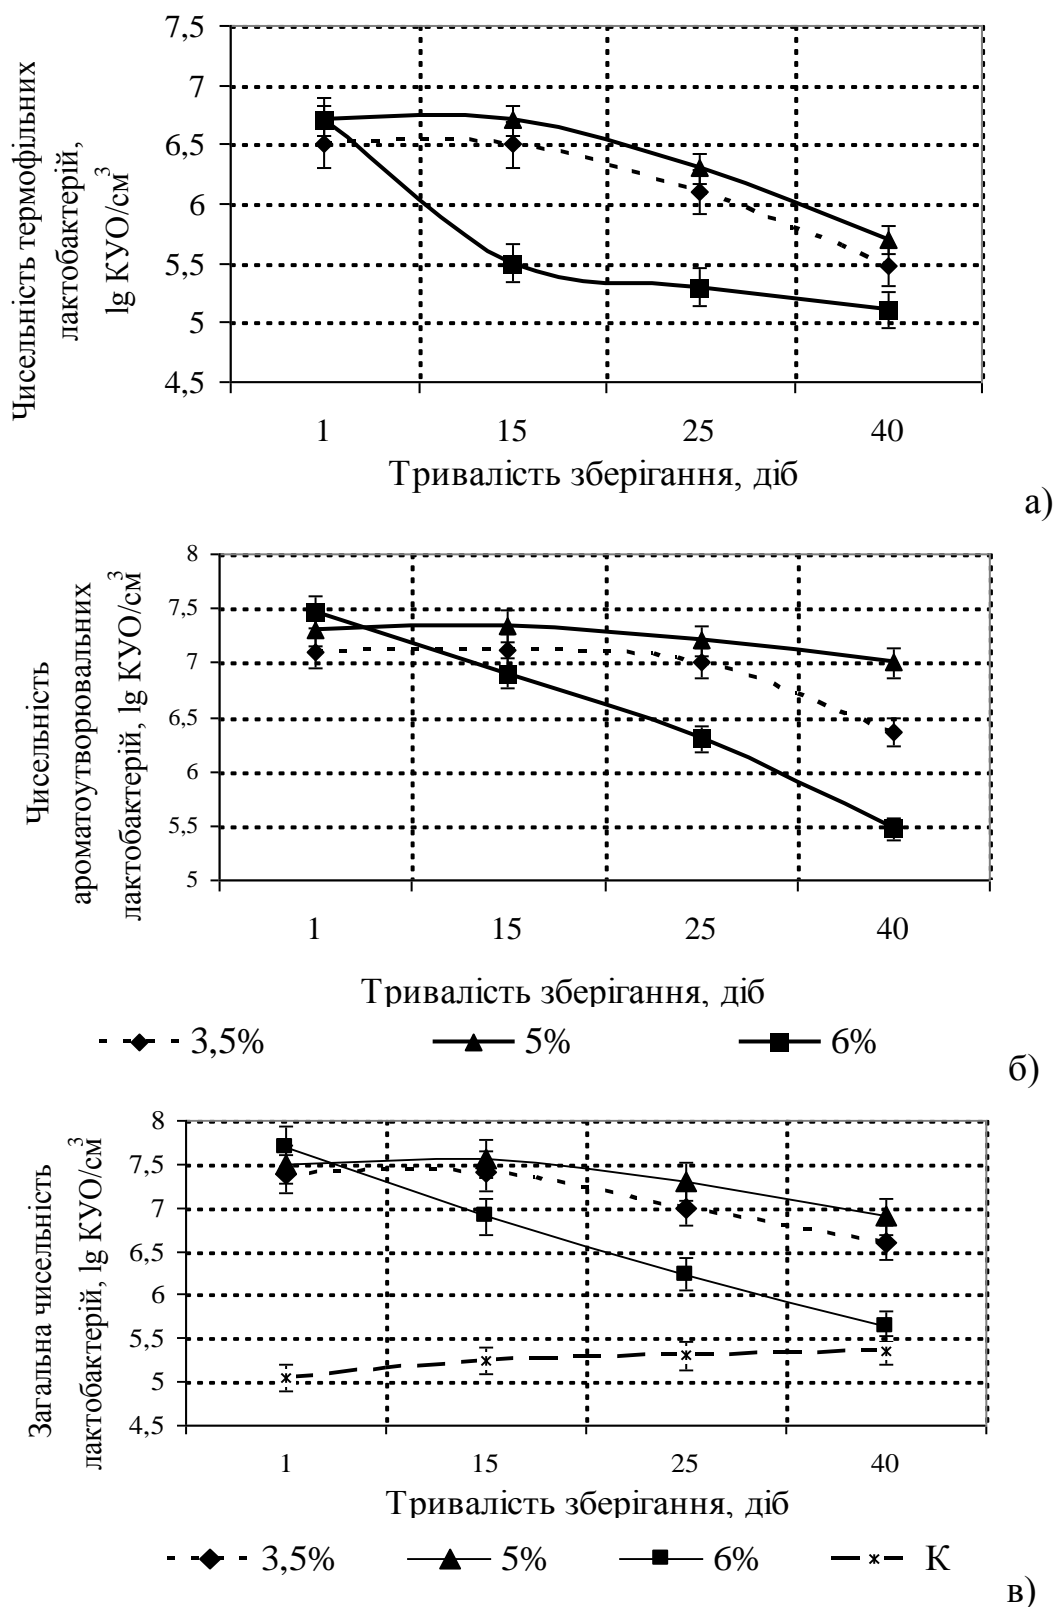 Чисельність термофільних
лактобактерій,
lg КУО/см³
7,5
7
6,5
6
5,5
5
4,5
1 15 25 40
Тривалість зберігання, діб
а)
Чисельність
ароматоутворювальних
лактобактерій, lg КУО/см³
8
7,5
7
6,5
6
5,5
5
1 15 25 40
Тривалість зберігання, діб
3,5% 5% 6%
б)
Загальна чисельність
лактобактерій, lg КУО/см³
8
7,5
7
6,5
6
5,5
5
4,5
1 15 25 40
Тривалість зберігання, діб
3,5% 5% 6% К
в)